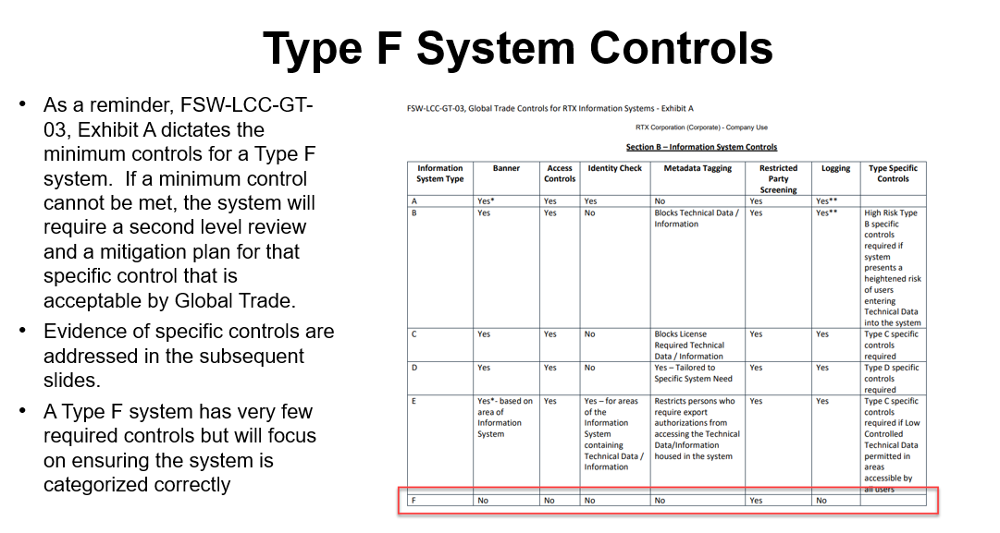 Type F System Controls
• As a reminder, FSW-LCC-GT-
03, Exhibit A dictates the
minimum controls for a Type F
system.  If a minimum control
cannot be met, the system will
require a second level review
and a mitigation plan for that
specific control that is
acceptable by Global Trade.
• Evidence of specific controls are
addressed in the subsequent
slides.
• A Type F system has very few
required controls but will focus
on ensuring the system is
categorized correctly
FSW-LCC-GT-03, Global Trade Controls for RTX Information Systems - Exhibit A
RTX Corporation (Corporate) - Company Use
Section B – Information System Controls
Information Banner Access Identity Check Metadata Tagging Restricted Logging Type Specific
System Type Controls Party Controls
Screening
A Yes* Yes Yes No Yes Yes**
B Yes Yes No Blocks Technical Data / Yes Yes** High Risk Type
Information B specific
controls
required if
system
presents a
heightened risk
of users
entering
Technical Data
into the system
C Yes Yes No Blocks License Yes Yes Type C specific
Required Technical controls
Data / Information required
D Yes Yes No Yes – Tailored to Yes Yes Type D specific
Specific System Need controls
required
E Yes*- based on Yes Yes – for areas Restricts persons who Yes Yes Type C specific
area of of the require export controls
Information Information authorizations from required if Low
System System accessing the Technical Controlled
containing Data/Information Technical Data
Technical Data / housed in the system permitted in
Information areas
accessible by
all users
F No No No No Yes No